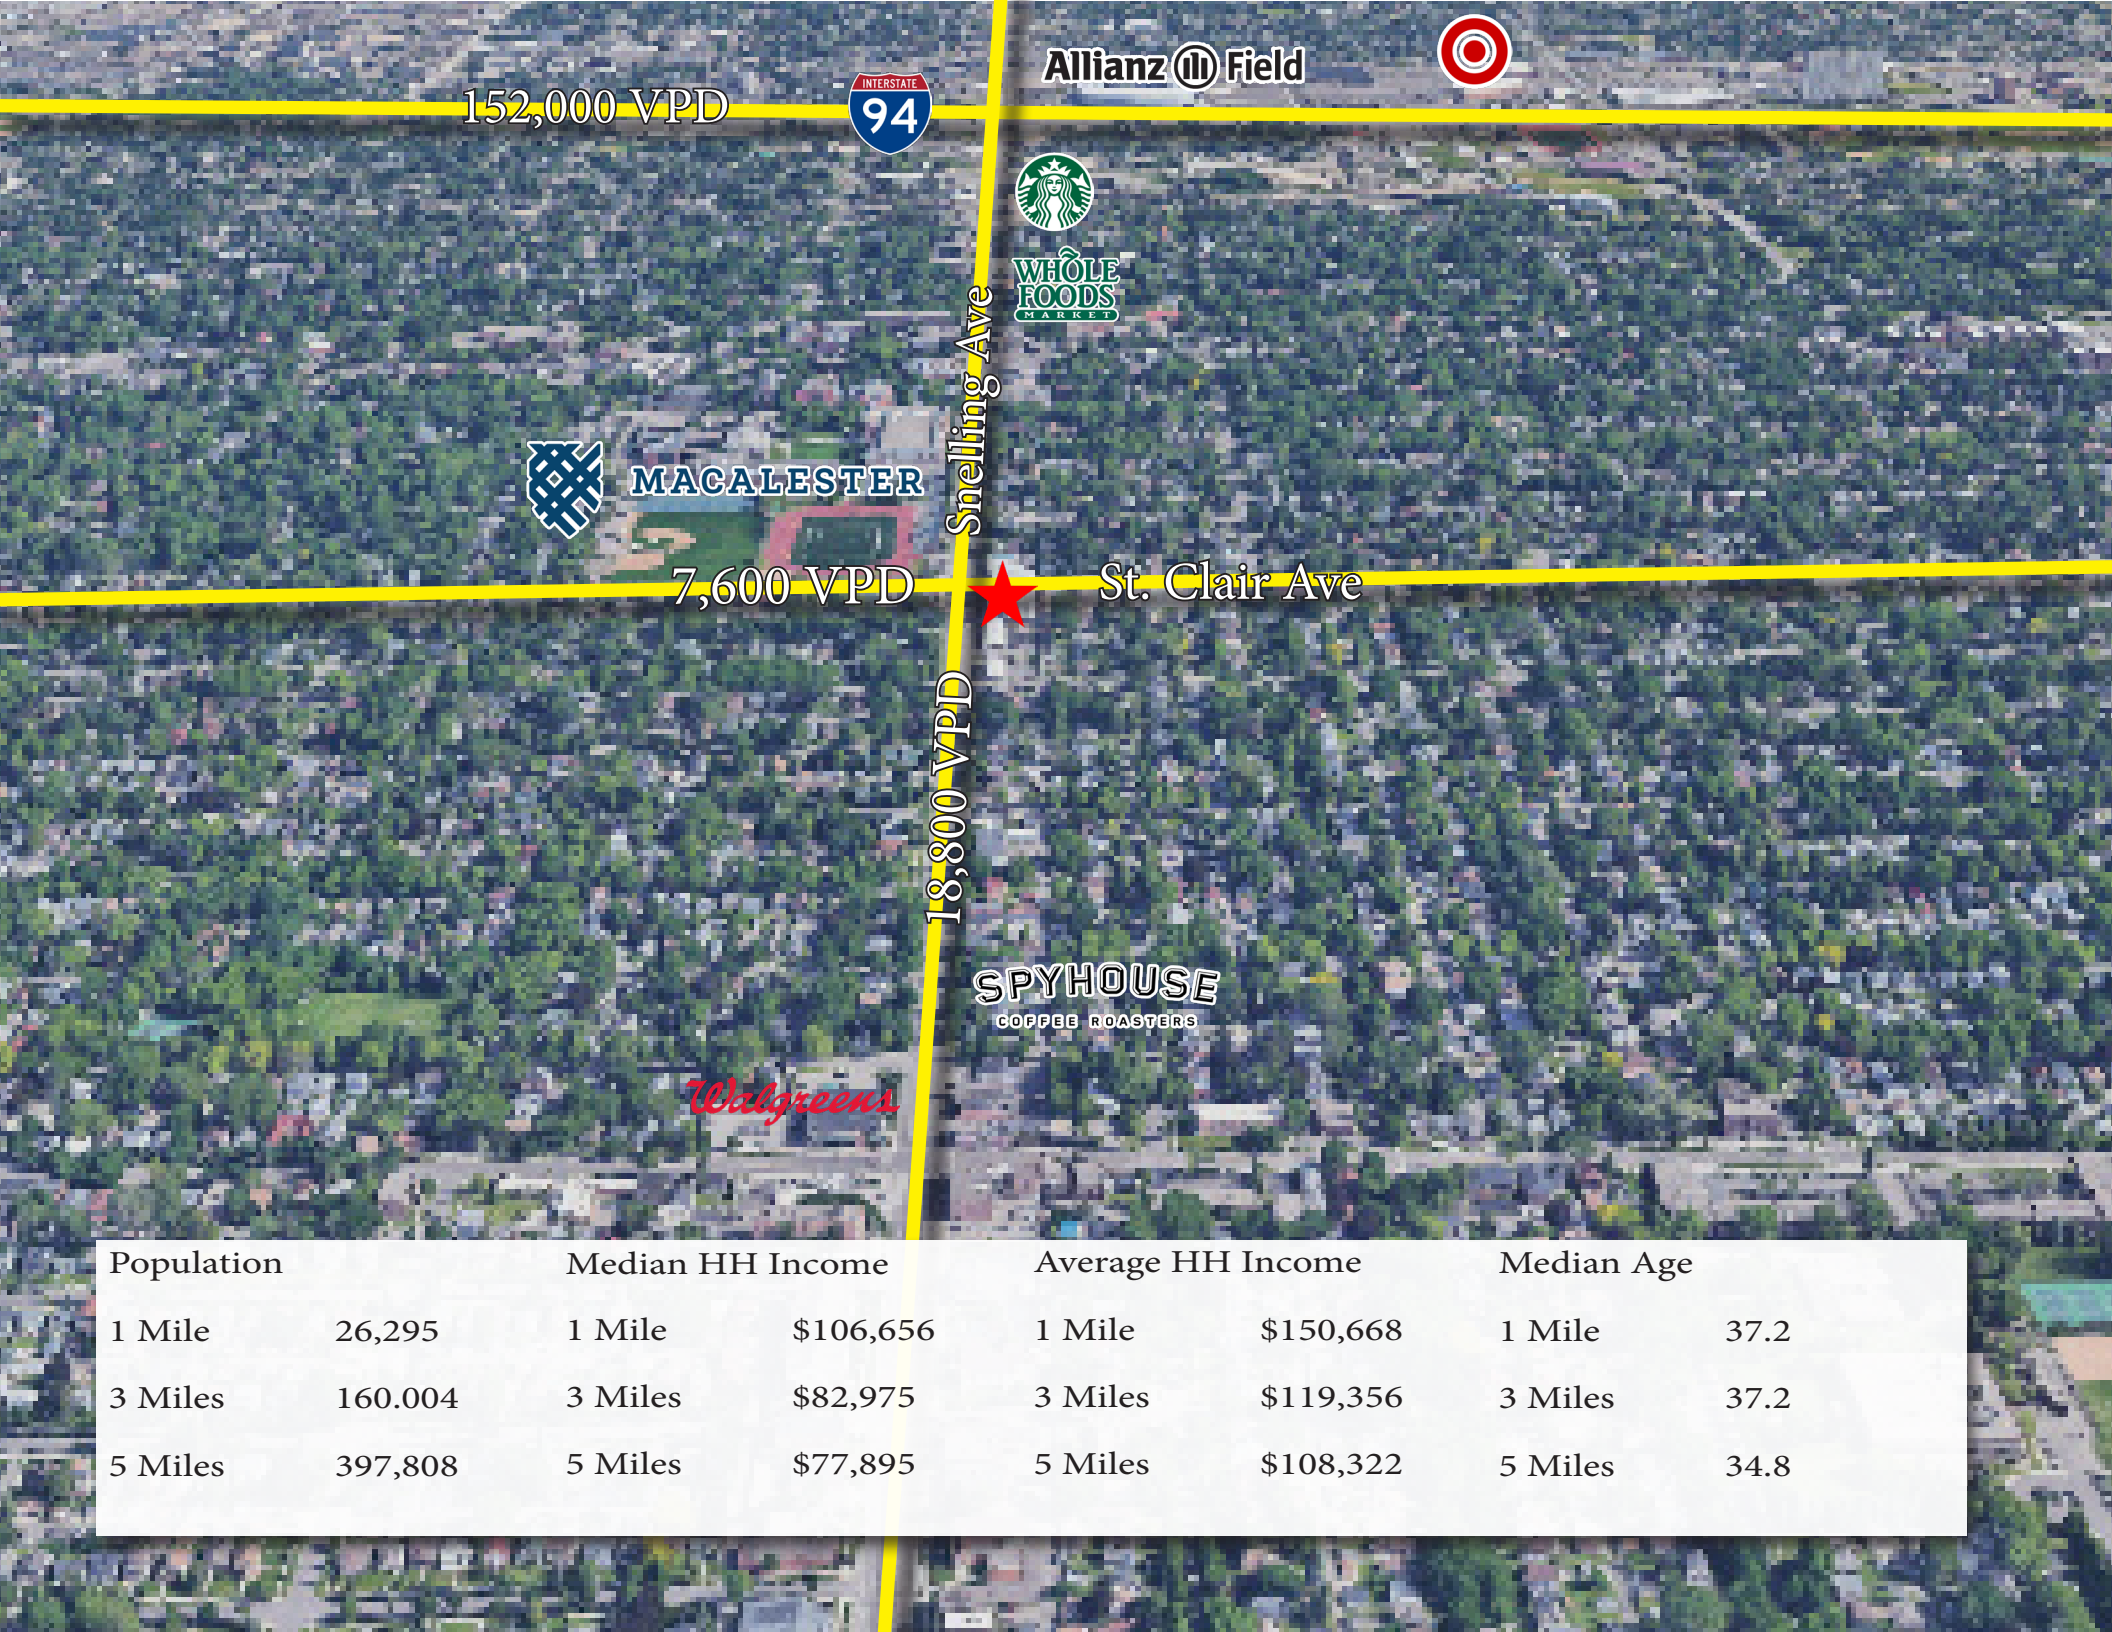 Allianz Field
INTERSTATE
94
152,000 VPD
WHOLE
FOODS
MARKET
Snelling Ave
MACALESTER
7,600 VPD
St. Clair Ave
18,800 VPD
SPYHOUSE
COFFEE ROASTERS
Walgreens
Population Median HH Income Average HH Income Median Age
1 Mile 26,295 1 Mile $106,656 1 Mile $150,668 1 Mile 37.2
3 Miles 160.004 3 Miles $82,975 3 Miles $119,356 3 Miles 37.2
5 Miles 397,808 5 Miles $77,895 5 Miles $108,322 5 Miles 34.8